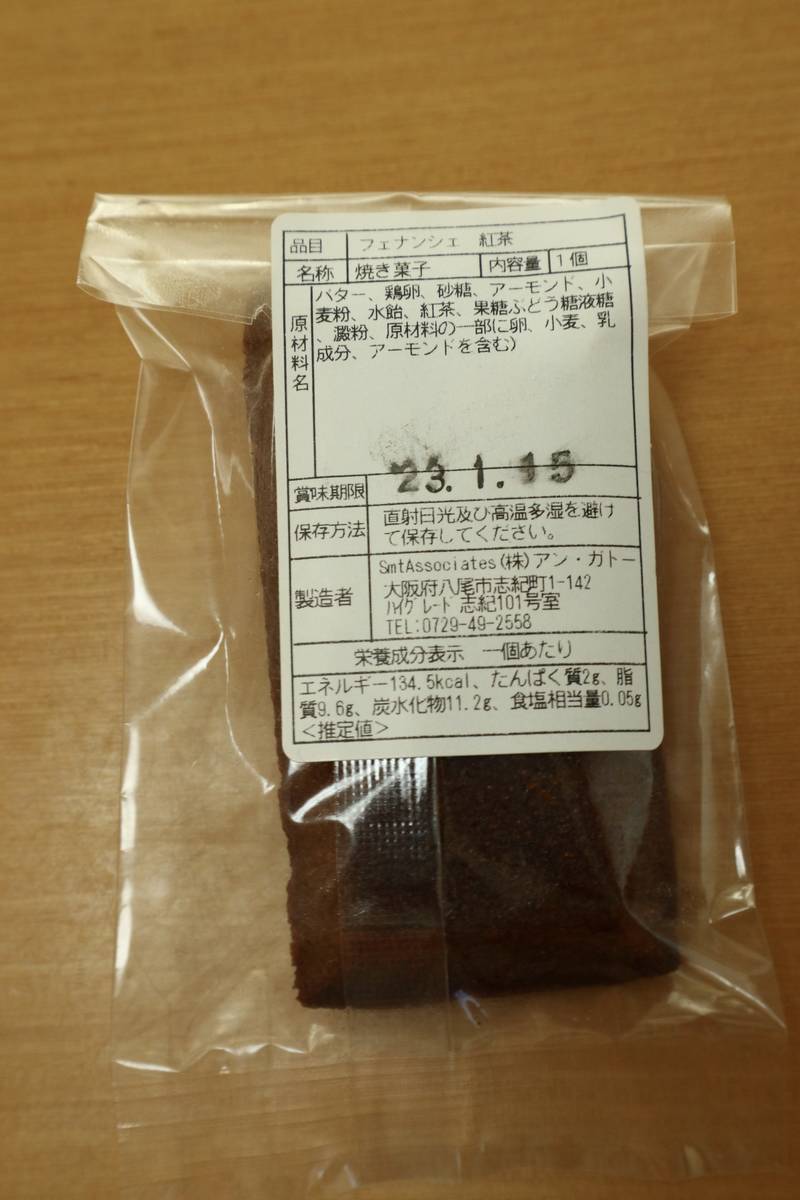 品目 フェナンシェ 紅茶
名称 焼き菓子 内容量 1個
原材料名
バター、鶏卵、砂糖、アーモンド、小
麦粉、水飴、紅茶、果糖ぶどう糖液糖
、澱粉、原材料の一部に卵、小麦、乳
成分、アーモンドを含む)
賞味期限 23.1.15
保存方法 直射日光及び高温多湿を避け
て保存してください。
製造者 SmtAssociates(株)アン・ガトー
大阪府八尾市志紀町1-142
ﾊｲｸﾞﾚｰﾄﾞ 志紀101号室
TEL:0729-49-2558
栄養成分表示 一個あたり
エネルギー134.5kcal、たんぱく質2g、脂
質9.6g、炭水化物11.2g、食塩相当量0.05g
<推定値>